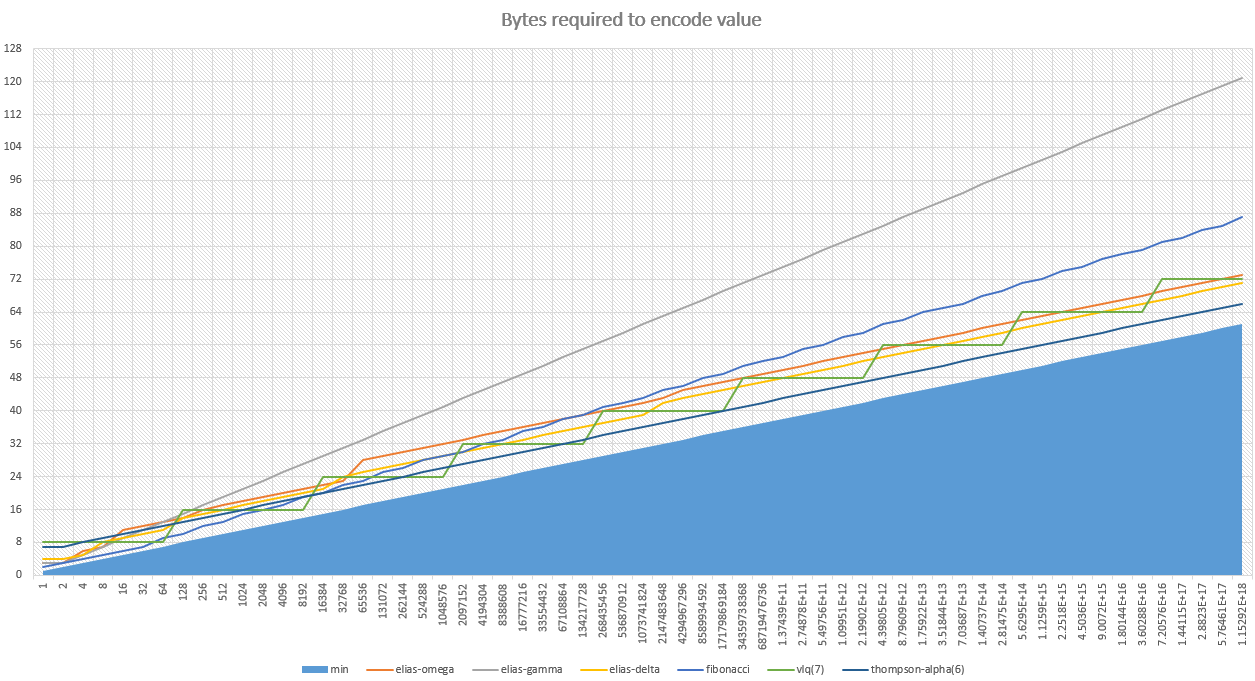 Bytes required to encode value
128
120
112
104
96
88
80
72
64
56
48
40
32
24
16
8
0
1
2
4
8
16
32
64
128
256
512
1024
2048
4096
8192
16384
32768
65536
131072
262144
524288
1048576
2097152
4194304
8388608
16777216
33554432
67108864
134217728
268435456
536870912
1073741824
2147483648
4294967296
8589934592
17179869184
34359738368
68719476736
1.37439E+11
2.74878E+11
5.49756E+11
1.09951E+12
2.19902E+12
4.39805E+12
8.79609E+12
1.75922E+13
3.51844E+13
7.03687E+13
1.40737E+14
2.81475E+14
5.6295E+14
1.1259E+15
2.2518E+15
4.5036E+15
9.0072E+15
1.80144E+16
3.60288E+16
7.20576E+16
1.44115E+17
2.8823E+17
5.76461E+17
1.15292E+18
min elias-omega elias-gamma elias-delta fibonacci vlq(7) thompson-alpha(6)